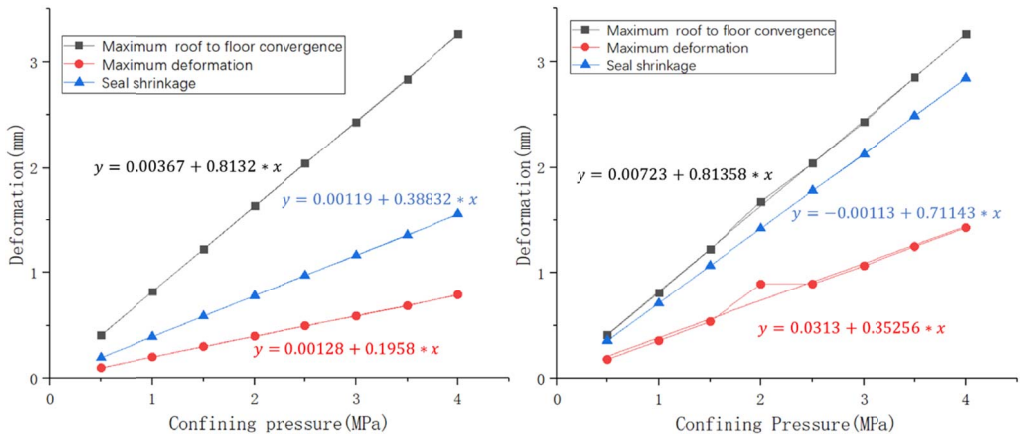 Maximum roof to floor convergence
Maximum deformation
Seal shrinkage
y = 0.00367 + 0.8132 * x
y = 0.00119 + 0.38832 * x
y = 0.00128 + 0.1958 * x
Deformation(mm)
3
2
1
0
0 1 2 3 4
Confining pressure(MPa)
Maximum roof to floor convergence
Maximum deformation
Seal shrinkage
y = 0.00723 + 0.81358 * x
y = −0.00113 + 0.71143 * x
y = 0.0313 + 0.35256 * x
Deformation(mm)
3
2
1
0
0 1 2 3 4
Confining Pressure(MPa)